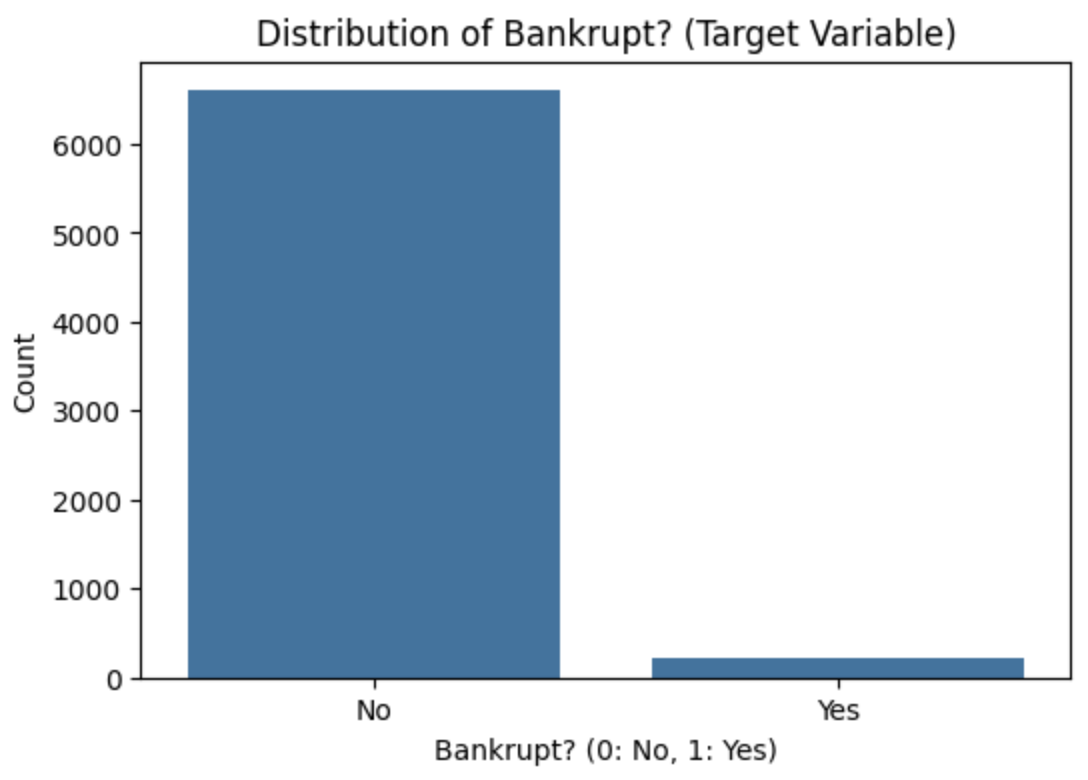 Distribution of Bankrupt? (Target Variable)
6000
5000
4000
3000
2000
1000
0
Count
No
Yes
Bankrupt? (0: No, 1: Yes)